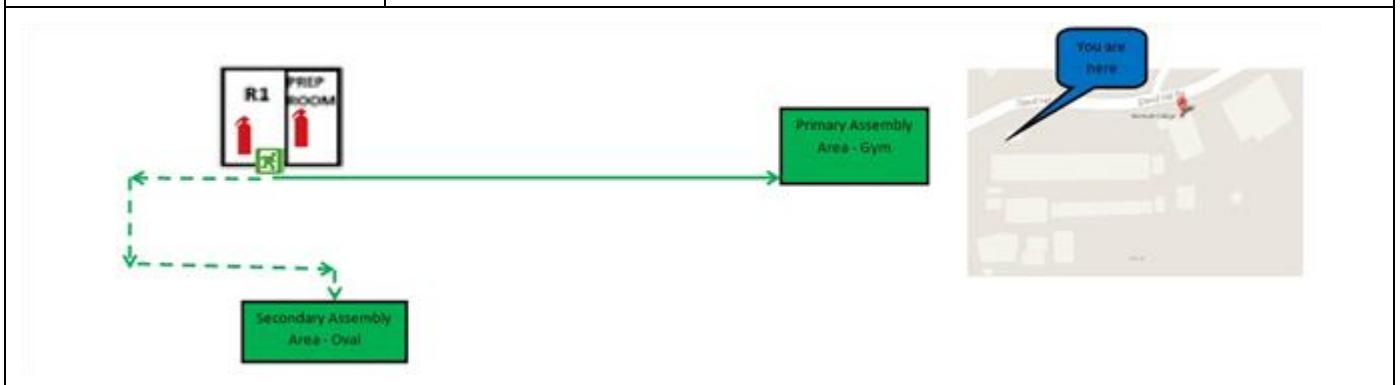 R1
PREP
ROOM
Primary Assembly
Area - Gym
You are
here
Secondary Assembly
Area - Oval